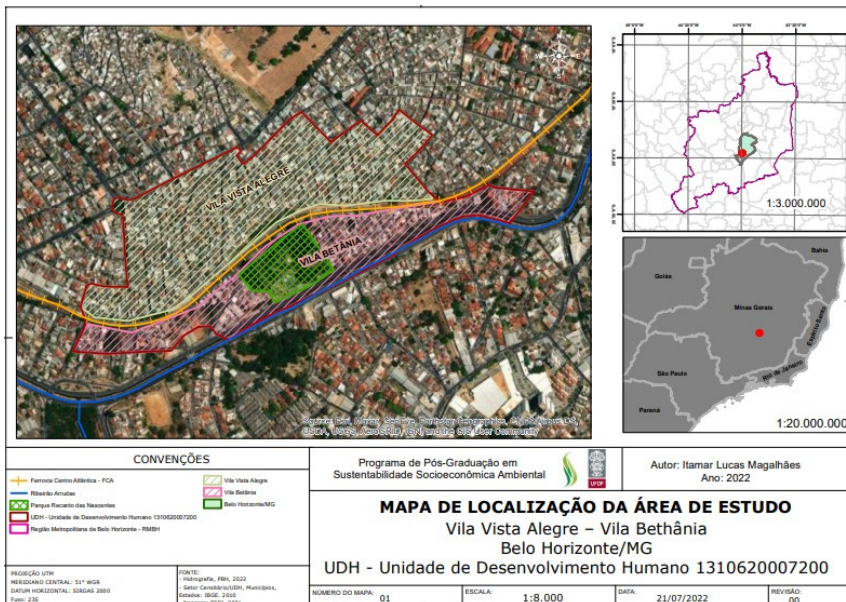 VILA VISTA ALEGRE
VILA BETÂNIA
1:3.000.000
Bahia
Goiás
Minas Gerais
Espírito Santo
São Paulo
Rio de Janeiro
Paraná
1:20.000.000
CONVENÇÕES
Ferrovia Centro Atlântica - FCA
Ribeirão Arrudas
Parque Recanto das Nascentes
UDH - Unidade de Desenvolvimento Humano 1310620007200
Região Metropolitana de Belo Horizonte - RMBH
Vila Vista Alegre
Vila Betânia
Belo Horizonte/MG
Programa de Pós-Graduação em
Sustentabilidade Socioeconômica Ambiental
UFOP
Autor: Itamar Lucas Magalhães
Ano: 2022
MAPA DE LOCALIZAÇÃO DA ÁREA DE ESTUDO
Vila Vista Alegre – Vila Bethânia
Belo Horizonte/MG
UDH - Unidade de Desenvolvimento Humano 1310620007200
PROJEÇÃO UTM
MERIDIANO CENTRAL: 51° WGR
DATUM HORIZONTAL: SIRGAS 2000
Fuso: 23S
FONTE:
- Hidrografia, PBH, 2022
- Setor Censitário/UDH, Municípios,
Estados: IBGE. 2010
NÚMERO DO MAPA:
01
ESCALA:
1:8.000
DATA:
21/07/2022
REVISÃO:
00